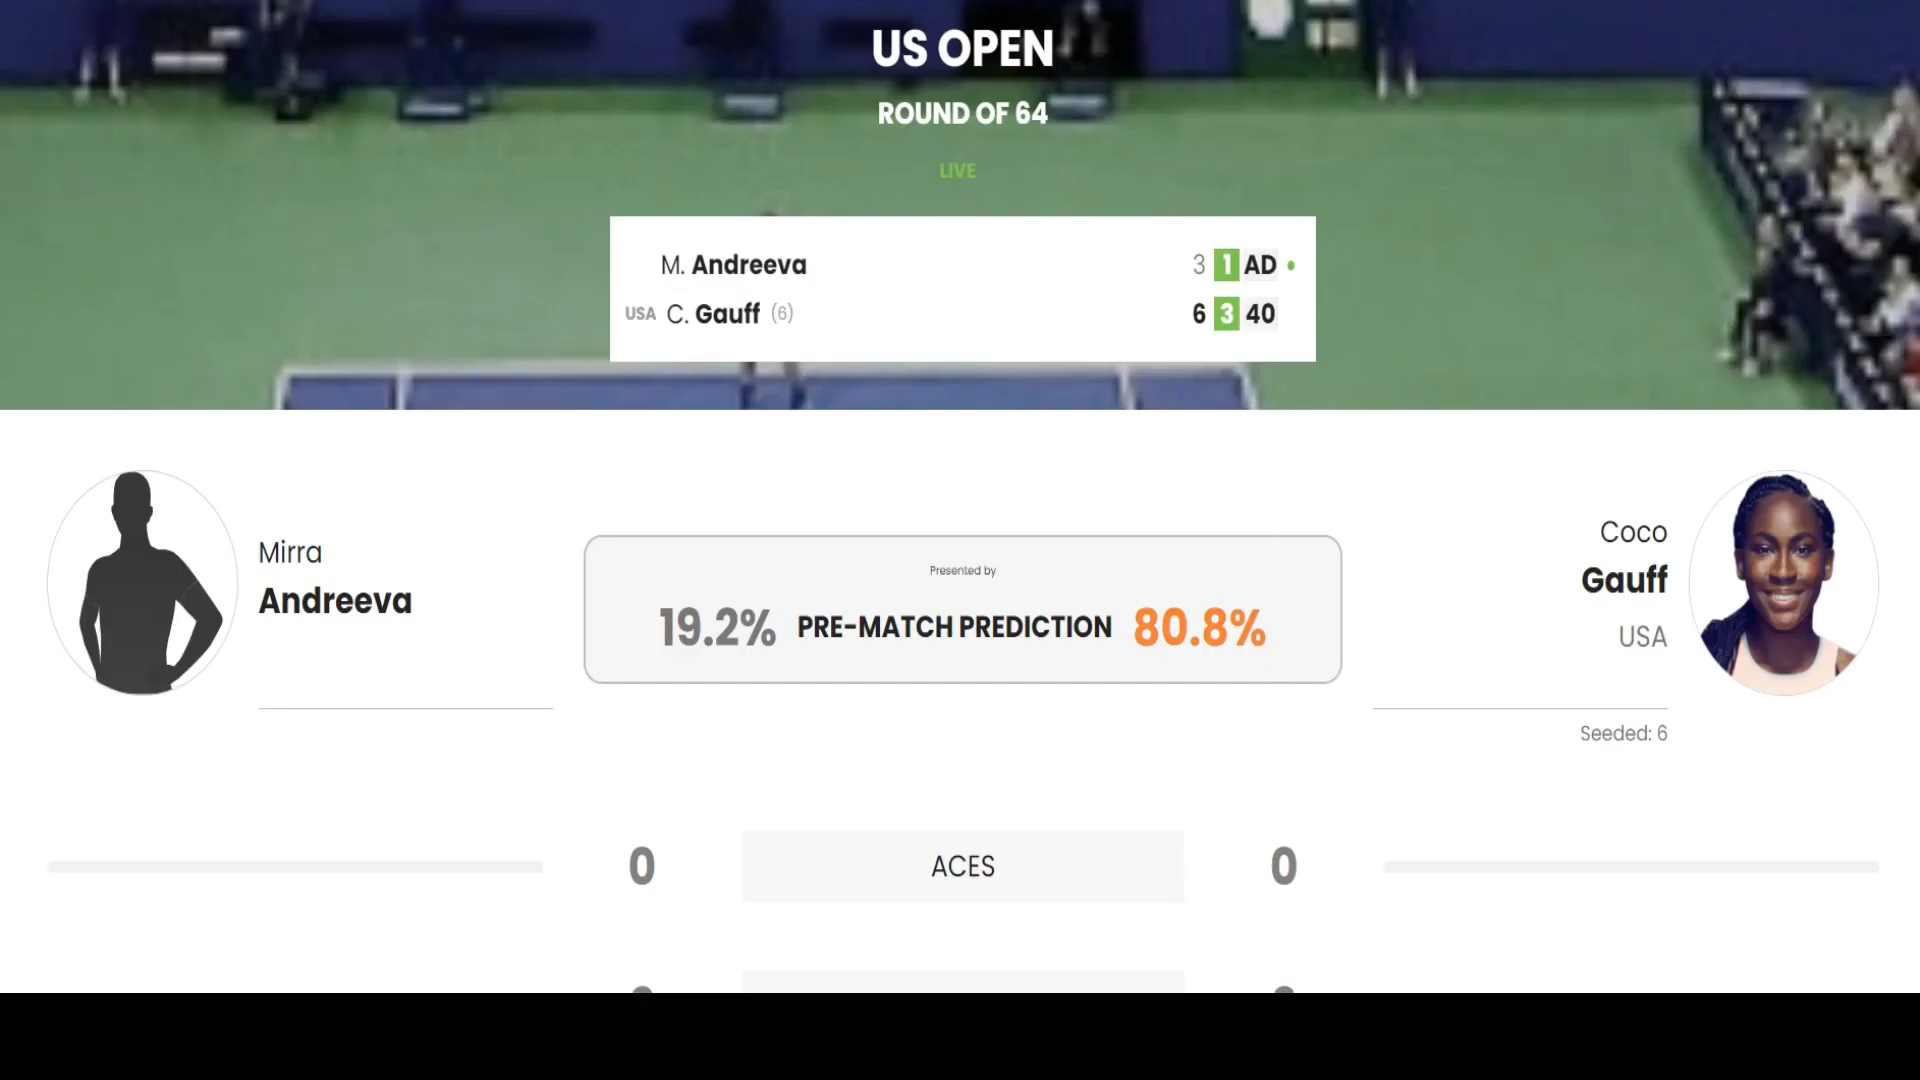 US OPEN
ROUND OF 64
LIVE
M. Andreeva 3 1 AD
USA C. Gauff (6) 6 3 40
Mirra
Andreeva
Presented by
19.2% PRE-MATCH PREDICTION 80.8%
Coco
Gauff
USA
Seeded: 6
0 ACES 0